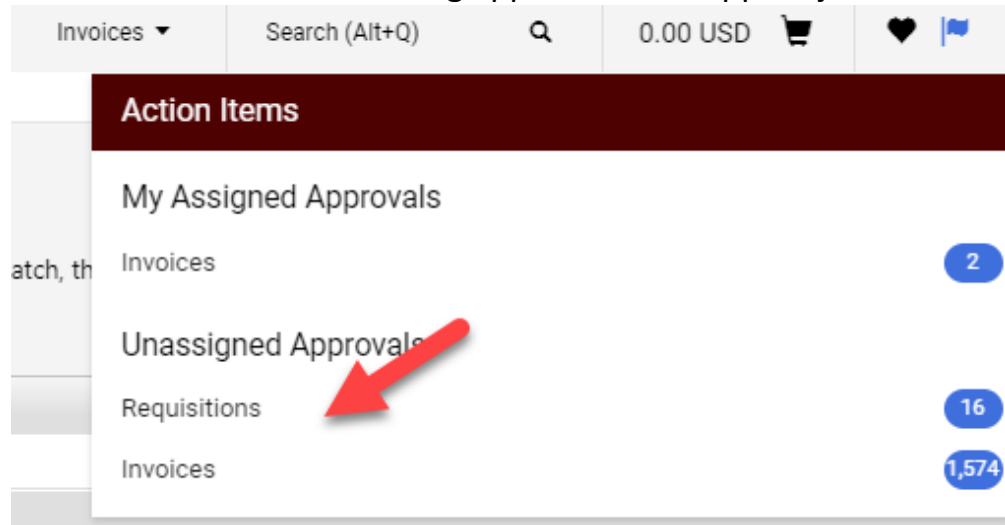 Invoices Search (Alt+Q) 0.00 USD
Action Items
My Assigned Approvals
atch, th Invoices 2
Unassigned Approvals
Requisitions 16
Invoices 1,574